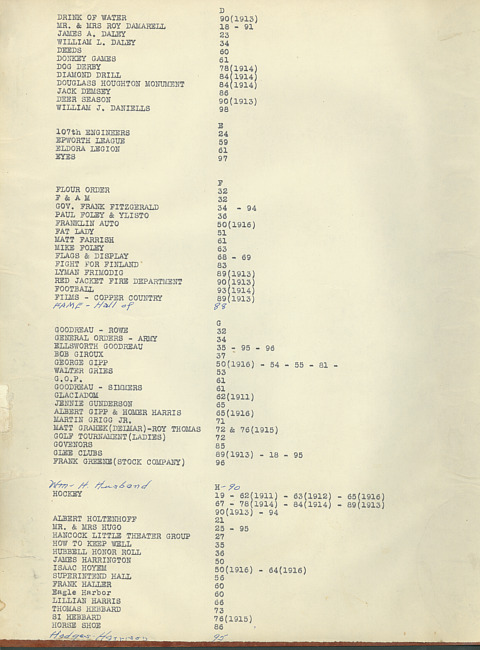 D
DRINK OF WATER 90(1913)
MR. & MRS ROY DAMARELL 18 - 91
JAMES A. DALEY 23
WILLIAM L. DALEY 34
DEEDS 60
DONKEY GAMES 61
DOG DERBY 78(1914)
DIAMOND DRILL 84(1914)
DOUGLASS HOUGHTON MONUMENT 84(1914)
JACK DEMSEY 86
DEER SEASON 90(1913)
WILLIAM J. DANIELLS 98
E
107th ENGINEERS 24
EPWORTH LEAGUE 59
ELDORA LEGION 61
EYES 97
F
FLOUR ORDER 32
F & A M 32
GOV. FRANK FITZGERALD 34 - 94
PAUL FOLEY & YLISTO 36
FRANKLIN AUTO 50(1916)
FAT LADY 51
MATT FARRISH 61
MIKE FOLEY 63
FLAGS & DISPLAY 68 - 69
FIGHT FOR FINLAND 83
LYMAN FRIMODIG 89(1913)
RED JACKET FIRE DEPARTMENT 90(1913)
FOOTBALL 93(1914)
FILMS - COPPER COUNTRY 89(1913)
FAME - Hall of 88
G
GOODREAU - ROWE 32
GENERAL ORDERS - ARMY 34
ELLSWORTH GOODREAU 35 - 95 - 96
BOB GIROUX 37
GEORGE GIPP 50(1916) - 54 - 55 - 81 -
WALTER GRIES 53
G.O.P. 61
GOODREAU - SIMMERS 61
GLACIADOM 62(1911)
JENNIE GUNDERSON 65
ALBERT GIPP & HOMER HARRIS 65(1916)
MARTIN GRIGG JR. 71
MATT GRAHEK(DELMAR)-ROY THOMAS 72 & 76(1915)
GOLF TOURNAMENT(LADIES) 72
GOVENORS 85
GLEE CLUBS 89(1913) - 18 - 95
FRANK GREENE(STOCK COMPANY) 96
Wm- H. Husband H-90
HOCKEY 19 - 62(1911) - 63(1912) - 65(1916)
67 - 78(1914) - 84(1914) - 89(1913)
90(1913) - 94
ALBERT HOLTENHOFF 21
MR. & MRS HUGO 25 - 95
HANCOCK LITTLE THEATER GROUP 27
HOW TO KEEP WELL 35
HUBBELL HONOR ROLL 36
JAMES HARRINGTON 50
ISAAC HOYEM 50(1916) - 64(1916)
SUPERINTEND HALL 56
FRANK HALLER 60
Eagle Harbor 60
LILLIAN HARRIS 66
THOMAS HEBBARD 73
SI HEBBARD 76(1915)
HORSE SHOE 86
95